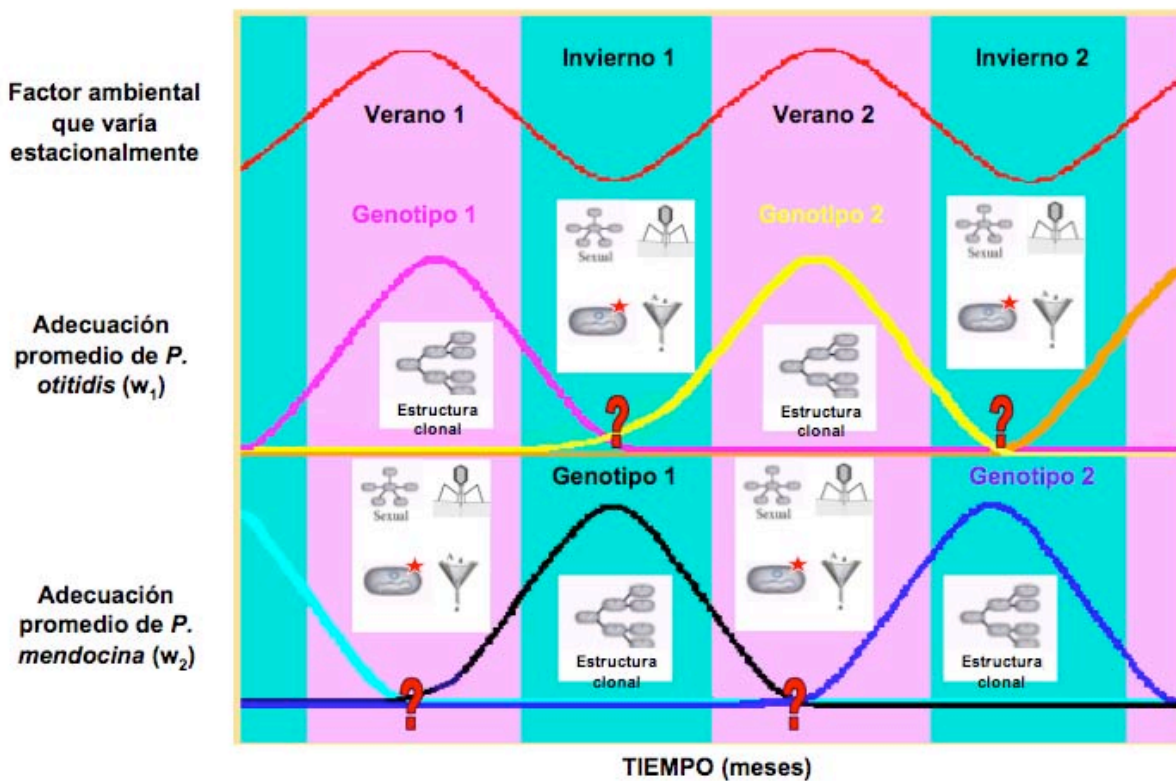 Factor ambiental
que varía
estacionalmente
Verano 1
Invierno 1
Verano 2
Invierno 2
Adecuación
promedio de P.
otitidis (w1)
Genotipo 1
Estructura
clonal
Sexual
?
Genotipo 2
Estructura
clonal
Sexual
?
Adecuación
promedio de P.
mendocina (w2)
Sexual
?
Genotipo 1
Estructura
clonal
Sexual
?
Genotipo 2
Estructura
clonal
TIEMPO (meses)